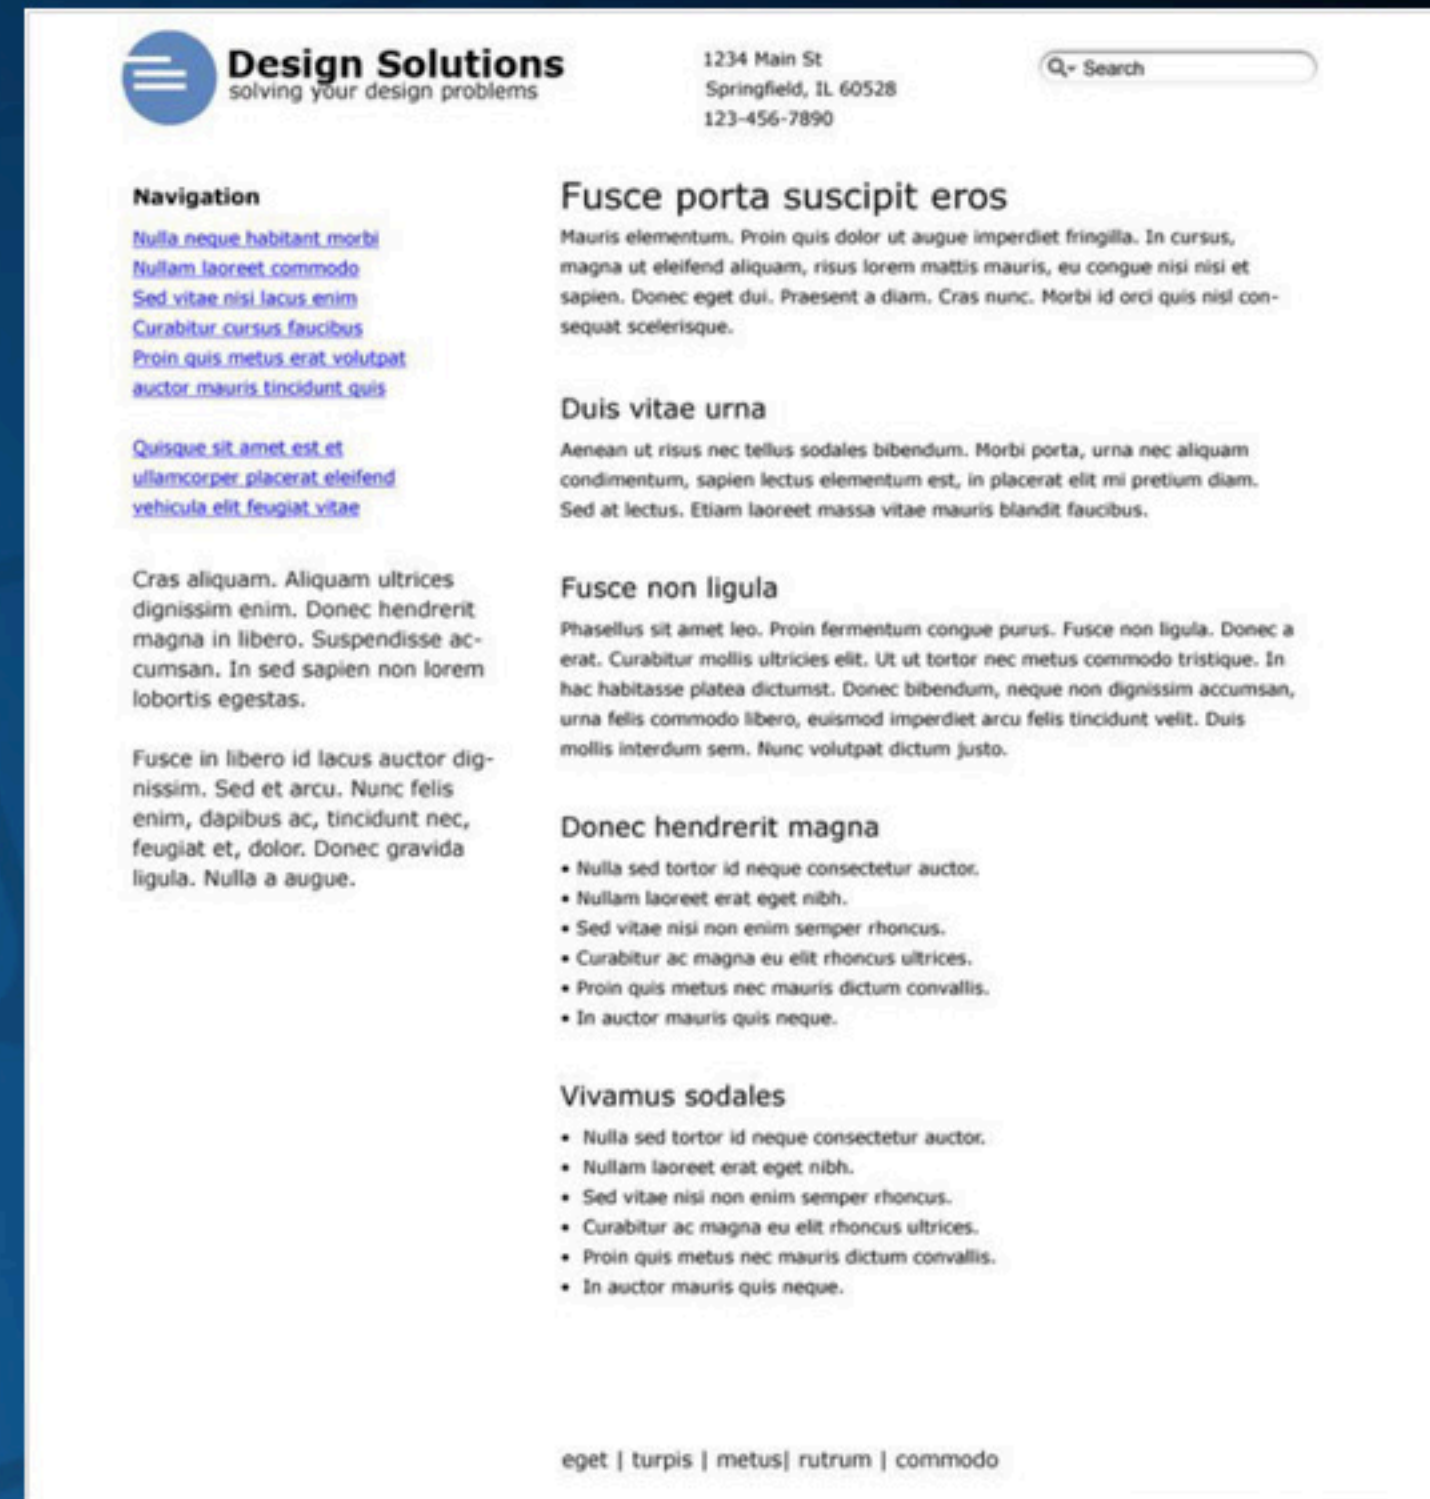 Design Solutions
solving your design problems
1234 Main St
Springfield, IL 60528
123-456-7890
Search
Navigation
Nulla neque habitant morbi
Nullam laoreet commodo
Sed vitae nisi lacus enim
Curabitur cursus faucibus
Proin quis metus erat volutpat
auctor mauris tincidunt quis
Quisque sit amet est et
ullamcorper placerat eleifend
vehicula elit feugiat vitae
Cras aliquam. Aliquam ultrices
dignissim enim. Donec hendrerit
magna in libero. Suspendisse ac-
cumsan. In sed sapien non lorem
lobortis egestas.
Fusce in libero id lacus auctor dig-
nissim. Sed et arcu. Nunc felis
enim, dapibus ac, tincidunt nec,
feugiat et, dolor. Donec gravida
ligula. Nulla a augue.
Fusce porta suscipit eros
Mauris elementum. Proin quis dolor ut augue imperdiet fringilla. In cursus,
magna ut eleifend aliquam, risus lorem mattis mauris, eu congue nisi nisi et
sapien. Donec eget dui. Praesent a diam. Cras nunc. Morbi id orci quis nisl con-
sequat scelerisque.
Duis vitae urna
Aenean ut risus nec tellus sodales bibendum. Morbi porta, urna nec aliquam
condimentum, sapien lectus elementum est, in placerat elit mi pretium diam.
Sed at lectus. Etiam laoreet massa vitae mauris blandit faucibus.
Fusce non ligula
Phasellus sit amet leo. Proin fermentum congue purus. Fusce non ligula. Donec a
erat. Curabitur mollis ultricies elit. Ut ut tortor nec metus commodo tristique. In
hac habitasse platea dictumst. Donec bibendum, neque non dignissim accumsan,
urna felis commodo libero, euismod imperdiet arcu felis tincidunt velit. Duis
mollis interdum sem. Nunc volutpat dictum justo.
Donec hendrerit magna
• Nulla sed tortor id neque consectetur auctor.
• Nullam laoreet erat eget nibh.
• Sed vitae nisi non enim semper rhoncus.
• Curabitur ac magna eu elit rhoncus ultrices.
• Proin quis metus nec mauris dictum convallis.
• In auctor mauris quis neque.
Vivamus sodales
• Nulla sed tortor id neque consectetur auctor.
• Nullam laoreet erat eget nibh.
• Sed vitae nisi non enim semper rhoncus.
• Curabitur ac magna eu elit rhoncus ultrices.
• Proin quis metus nec mauris dictum convallis.
• In auctor mauris quis neque.
eget | turpis | metus| rutrum | commodo